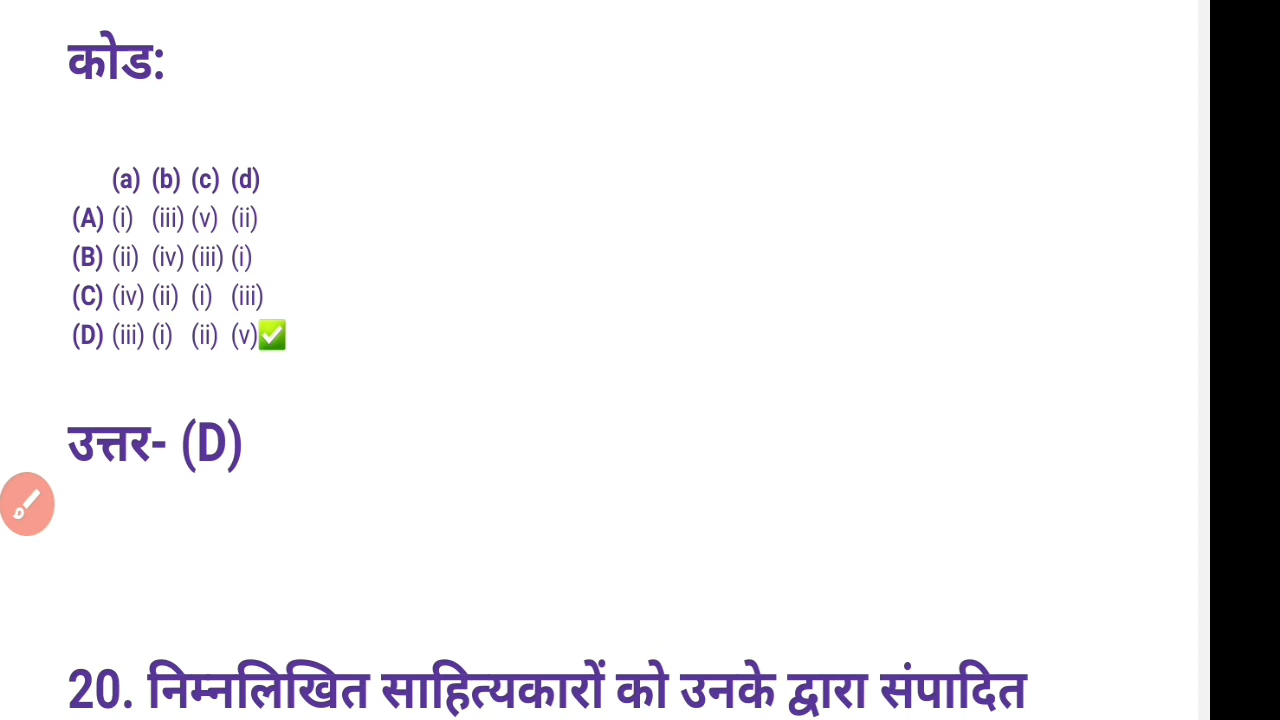 कोड:
(a) (b) (c) (d)
(A) (i) (iii) (v) (ii)
(B) (ii) (iv) (iii) (i)
(C) (iv) (ii) (i) (iii)
(D) (iii) (i) (ii) (v)✅
उत्तर- (D)
20. निम्नलिखित साहित्यकारों को उनके द्वारा संपादित